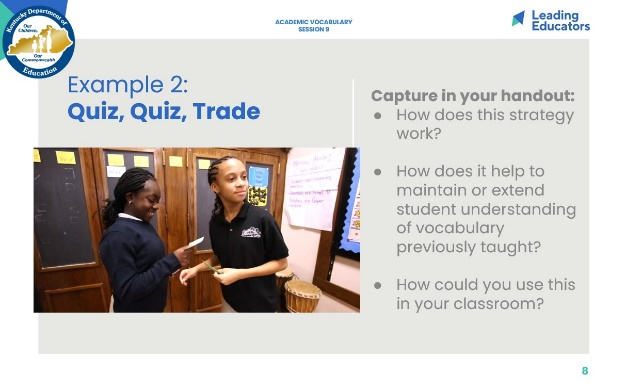 Kentucky Department of
Education
Our
Children,
Our
Commonwealth
ACADEMIC VOCABULARY
SESSION 9
Leading
Educators
Example 2:
Quiz, Quiz, Trade
Capture in your handout:
● How does this strategy
work?
● How does it help to
maintain or extend
student understanding
of vocabulary
previously taught?
● How could you use this
in your classroom?
8